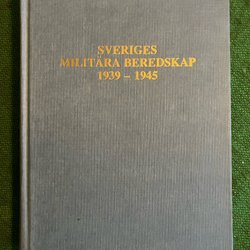 SVERIGES
MILITÄRA BEREDSKAP
1939 – 1945